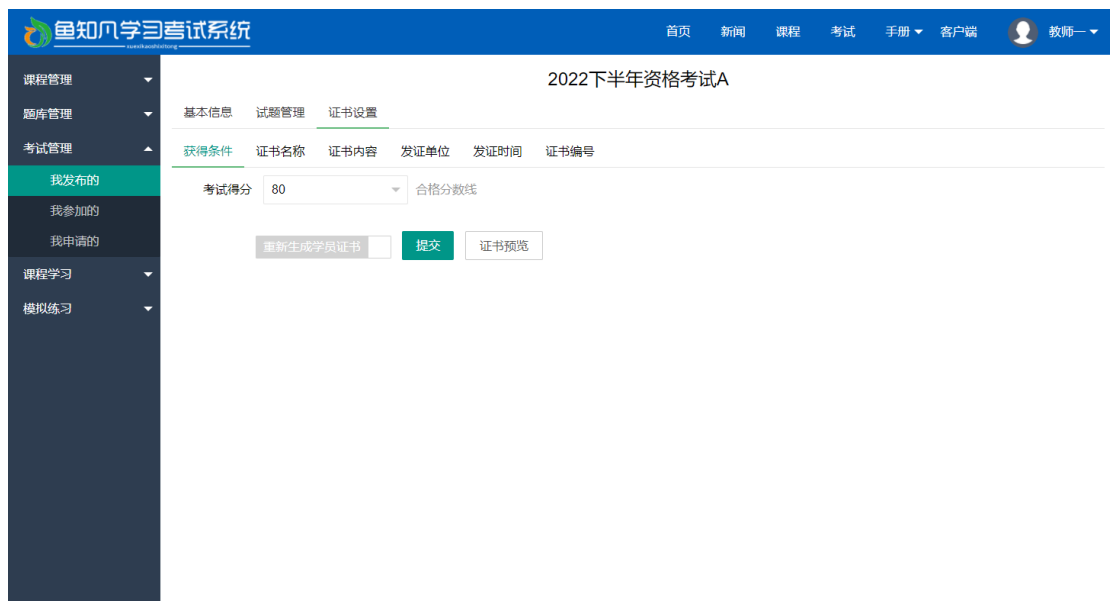 鱼知凡学习考试系统
xuexikaoshixitong
首页 新闻 课程 考试 手册 客户端 教师一
课程管理
题库管理
考试管理
我发布的
我参加的
我申请的
课程学习
模拟练习
2022下半年资格考试A
基本信息 试题管理 证书设置
获得条件 证书名称 证书内容 发证单位 发证时间 证书编号
考试得分 80 合格分数线
重新生成学员证书 提交 证书预览